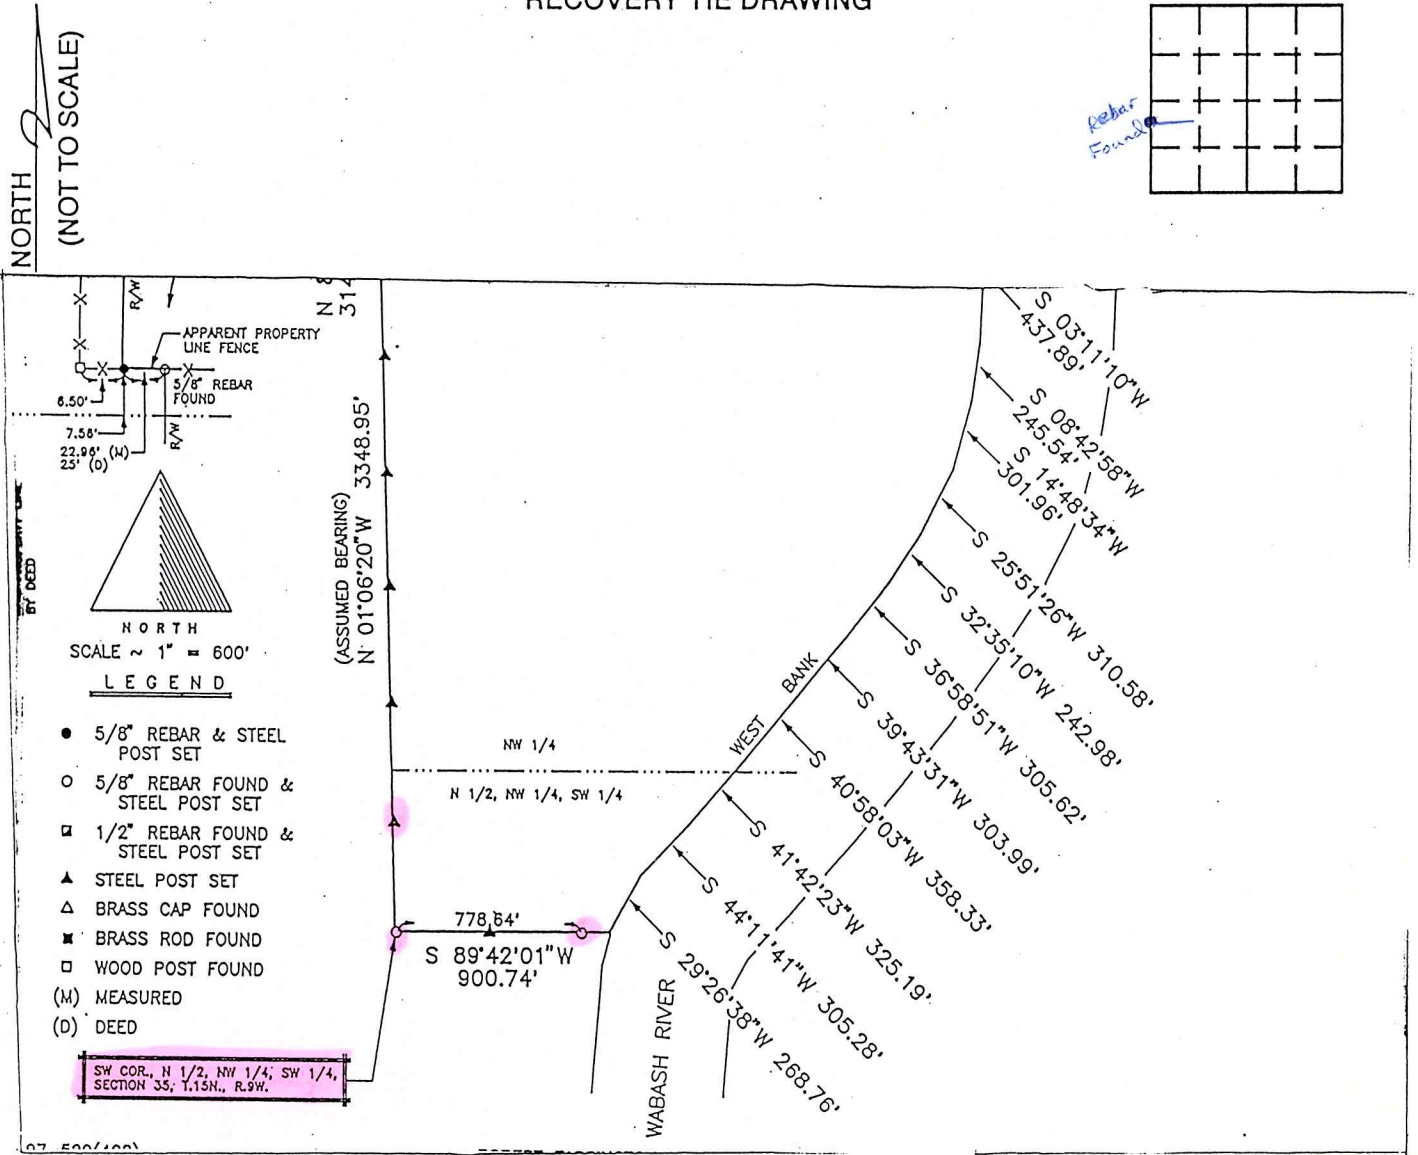 RECOVERY TIE DRAWING
NORTH
(NOT TO SCALE)
Rebar
Found
R/W
APPARENT PROPERTY
LINE FENCE
5/8" REBAR
FOUND
6.50'
7.56'
22.96' (M)
25' (D)
R/W
N 8
314
(ASSUMED BEARING)
N 01°06'20"W 3348.95'
BY DEED
NORTH
SCALE ~ 1" = 600'
LEGEND
5/8" REBAR & STEEL
POST SET
5/8" REBAR FOUND &
STEEL POST SET
1/2" REBAR FOUND &
STEEL POST SET
STEEL POST SET
BRASS CAP FOUND
BRASS ROD FOUND
WOOD POST FOUND
(M) MEASURED
(D) DEED
SW COR., N 1/2, NW 1/4, SW 1/4,
SECTION 35, T.15N., R.9W.
NW 1/4
N 1/2, NW 1/4, SW 1/4
778.64'
S 89°42'01"W
900.74'
WEST BANK
WABASH RIVER
S 03°11'10"W
437.89'
S 08°42'58"W
245.54'
S 14°48'34"W
301.96'
S 25°51'26"W 310.58'
S 32°35'10"W 242.98'
S 36°58'51"W 305.62'
S 39°43'31"W 303.99'
S 40°58'03"W 358.33'
S 41°42'23"W 325.19'
S 44°11'41"W 305.28'
S 29°26'38"W 268.76'